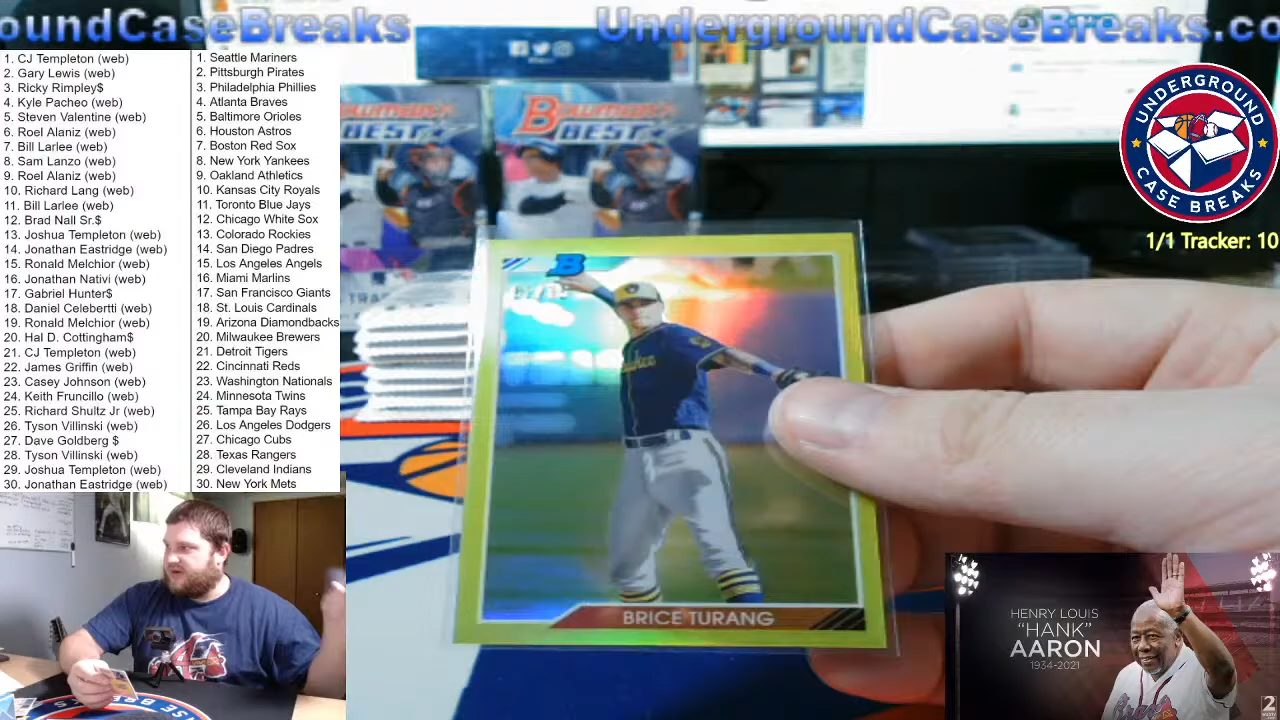 oundCaseBreaks
UndergroundCaseBreaks.co
1. CJ Templeton (web)
2. Gary Lewis (web)
3. Ricky Rimpley$
4. Kyle Pacheo (web)
5. Steven Valentine (web)
6. Roel Alaniz (web)
7. Bill Larlee (web)
8. Sam Lanzo (web)
9. Roel Alaniz (web)
10. Richard Lang (web)
11. Bill Larlee (web)
12. Brad Nall Sr.$
13. Joshua Templeton (web)
14. Jonathan Eastridge (web)
15. Ronald Melchior (web)
16. Jonathan Nativi (web)
17. Gabriel Hunter$
18. Daniel Celebertti (web)
19. Ronald Melchior (web)
20. Hal D. Cottingham$
21. CJ Templeton (web)
22. James Griffin (web)
23. Casey Johnson (web)
24. Keith Fruncillo (web)
25. Richard Shultz Jr (web)
26. Tyson Villinski (web)
27. Dave Goldberg $
28. Tyson Villinski (web)
29. Joshua Templeton (web)
30. Jonathan Eastridge (web)
1. Seattle Mariners
2. Pittsburgh Pirates
3. Philadelphia Phillies
4. Atlanta Braves
5. Baltimore Orioles
6. Houston Astros
7. Boston Red Sox
8. New York Yankees
9. Oakland Athletics
10. Kansas City Royals
11. Toronto Blue Jays
12. Chicago White Sox
13. Colorado Rockies
14. San Diego Padres
15. Los Angeles Angels
16. Miami Marlins
17. San Francisco Giants
18. St. Louis Cardinals
19. Arizona Diamondbacks
20. Milwaukee Brewers
21. Detroit Tigers
22. Cincinnati Reds
23. Washington Nationals
24. Minnesota Twins
25. Tampa Bay Rays
26. Los Angeles Dodgers
27. Chicago Cubs
28. Texas Rangers
29. Cleveland Indians
30. New York Mets
BOWMAN'S
BEST
BOWMAN'S
BEST
UNDERGROUND
CASE BREAKS
1/1 Tracker: 10
B
BRICE TURANG
HENRY LOUIS
"HANK"
AARON
1934-2021
2